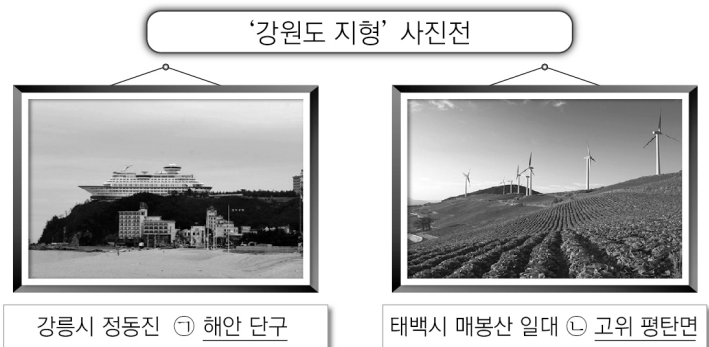 ‘강원도 지형’ 사진전
강릉시 정동진 ㉠ 해안 단구
태백시 매봉산 일대 ㉡ 고위 평탄면